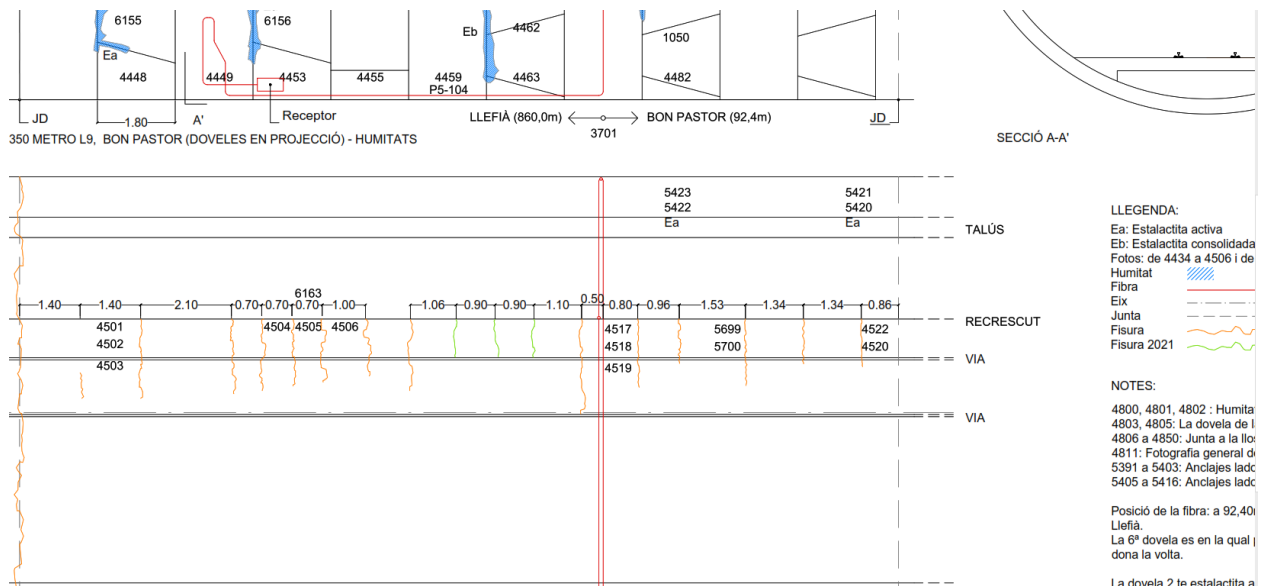 6155
6156
4462
Eb
1050
Ea
4448
4449
4453
4455
4459
4463
4482
P5-104
JD
1.80
A'
Receptor
LLEFIÀ (860,0m)
BON PASTOR (92,4m)
JD
3701
350 METRO L9, BON PASTOR (DOVELES EN PROJECCIÓ) - HUMITATS
SECCIÓ A-A'
5423
5421
5422
5420
Ea
Ea
TALÚS
6163
1.40 1.40 2.10 0.70 0.70 0.70 1.00 1.06 0.90 0.90 1.10 0.50 0.80 0.96 1.53 1.34 1.34 0.86
RECRESCUT
4501
4504
4505
4506
4517
5699
4522
4502
4518
5700
4520
4503
4519
VIA
VIA
LLEGENDA:
Ea: Estalactita activa
Eb: Estalactita consolidada
Fotos: de 4434 a 4506 i de
Humitat
Fibra
Eix
Junta
Fisura
Fisura 2021
NOTES:
4800, 4801, 4802 : Humita
4803, 4805: La dovela de
4806 a 4850: Junta a la
4811: Fotografia general
5391 a 5403: Anclajes
5405 a 5416: Anclajes
Posició de la fibra: a 92,40
Llefià.
La 6ª dovela es en la qual
dona la volta.
La dovela 2 te estalactita a